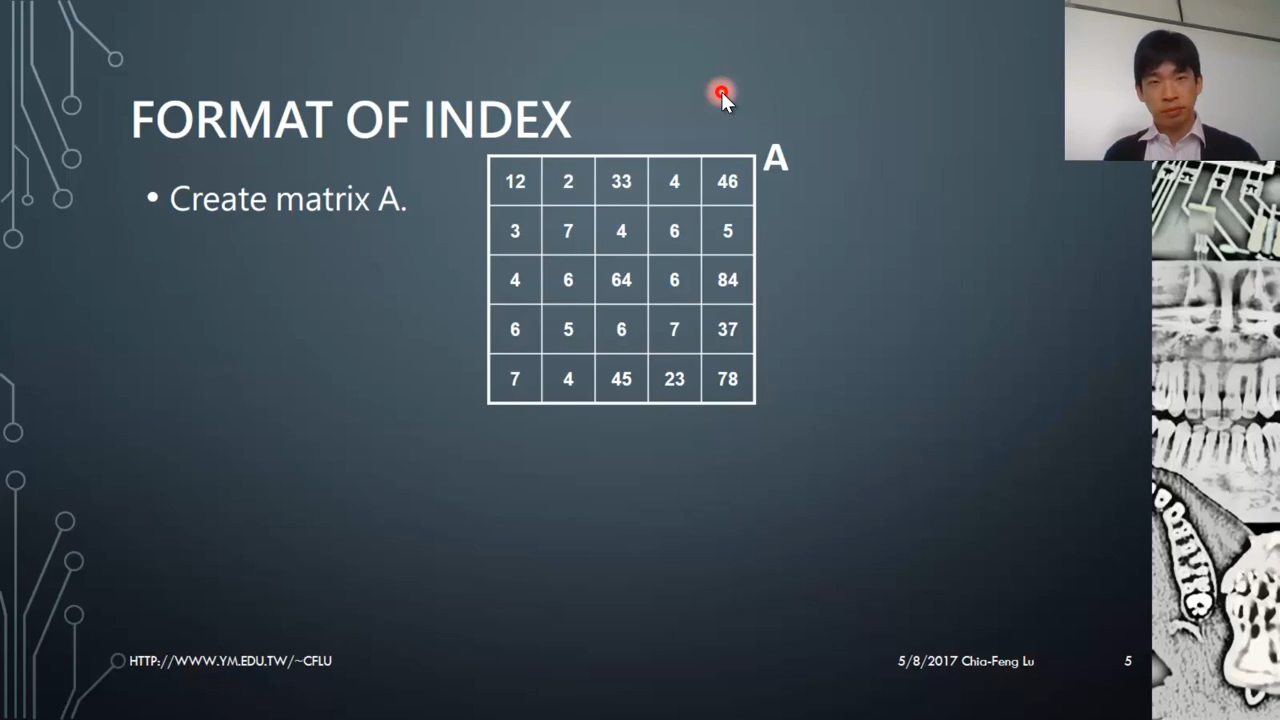 FORMAT OF INDEX
• Create matrix A.
A
12 2 33 4 46
3 7 4 6 5
4 6 64 6 84
6 5 6 7 37
7 4 45 23 78
HTTP://WWW.YM.EDU.TW/~CFLU
5/8/2017 Chia-Feng Lu
5